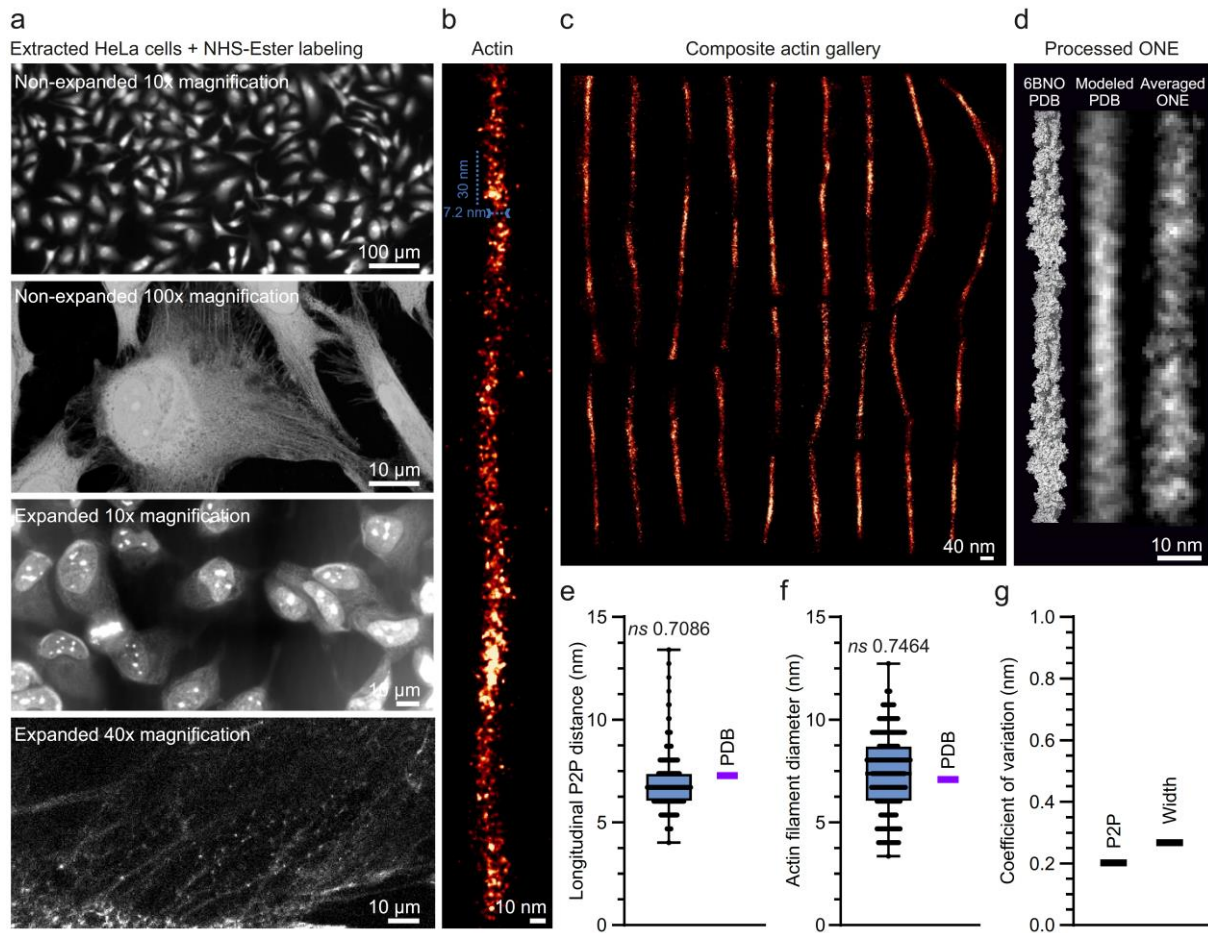 a
Extracted HeLa cells + NHS-Ester labeling
Non-expanded 10x magnification
100 µm
Non-expanded 100x magnification
10 µm
Expanded 10x magnification
10 µm
Expanded 40x magnification
10 µm
b
Actin
30 nm
7.2 nm
10 nm
c
Composite actin gallery
40 nm
d
Processed ONE
6BNO PDB
Modeled PDB
Averaged ONE
10 nm
e
Longitudinal P2P distance (nm)
15
10
5
0
ns 0.7086
PDB
f
Actin filament diameter (nm)
15
10
5
0
ns 0.7464
PDB
g
Coefficient of variation (nm)
1.0
0.8
0.6
0.4
0.2
0.0
P2P
Width